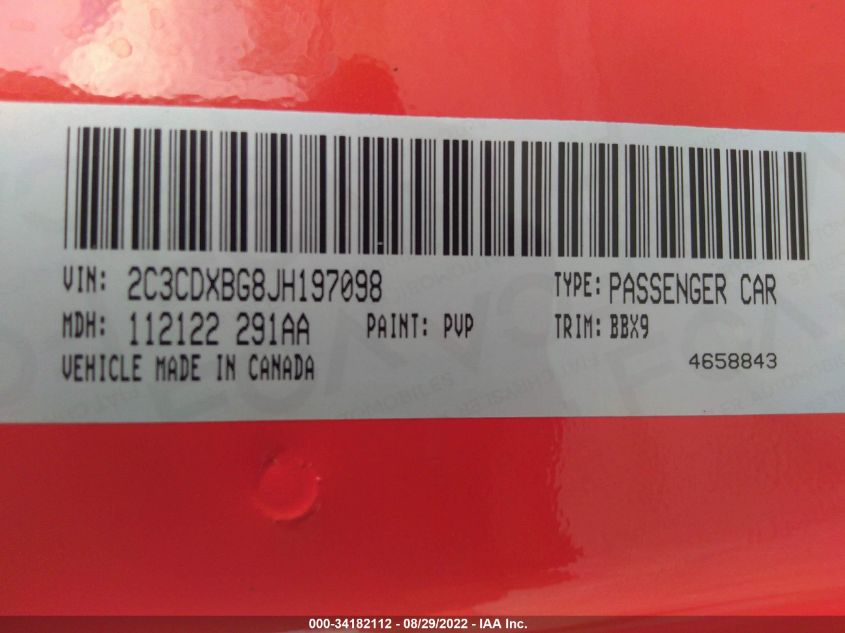 VIN: 2C3CDXBG8JH197098 TYPE: PASSENGER CAR
MDH: 112122 291AA PAINT: PVP TRIM: BBX9
VEHICLE MADE IN CANADA 4658843
000-34182112 - 08/29/2022 - IAA Inc.